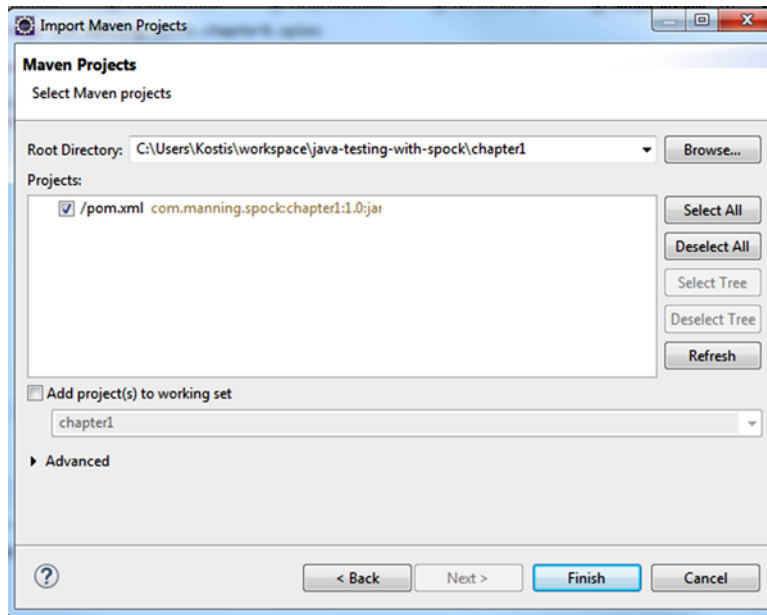 Import Maven Projects
Maven Projects
Select Maven projects
Root Directory: C:\Users\Kostis\workspace\java-testing-with-spock\chapter1 Browse...
Projects:
/pom.xml com.manning.spock:chapter1:1.0:jar
Select All
Deselect All
Select Tree
Deselect Tree
Refresh
Add project(s) to working set
chapter1
Advanced
? < Back Next > Finish Cancel